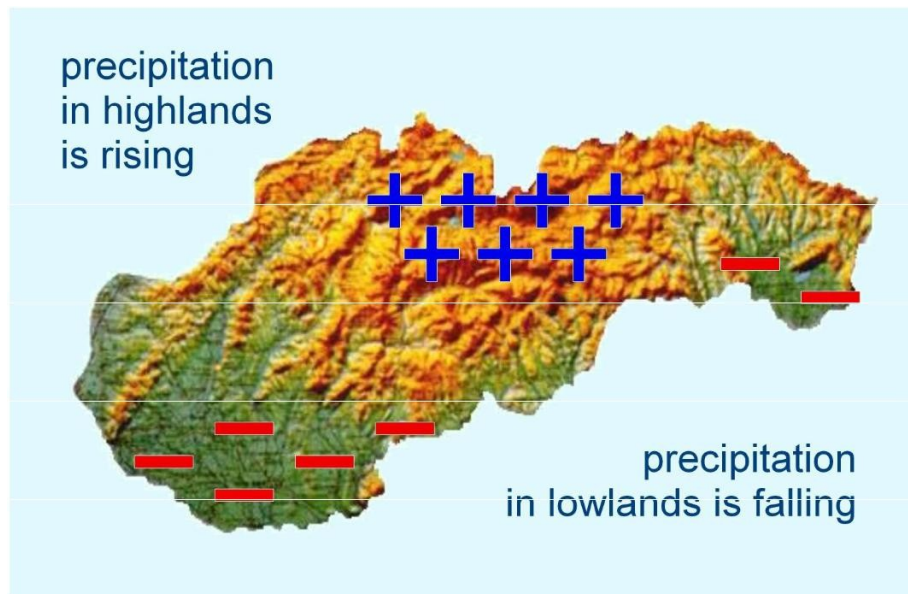 precipitation
in highlands
is rising
precipitation
in lowlands is falling